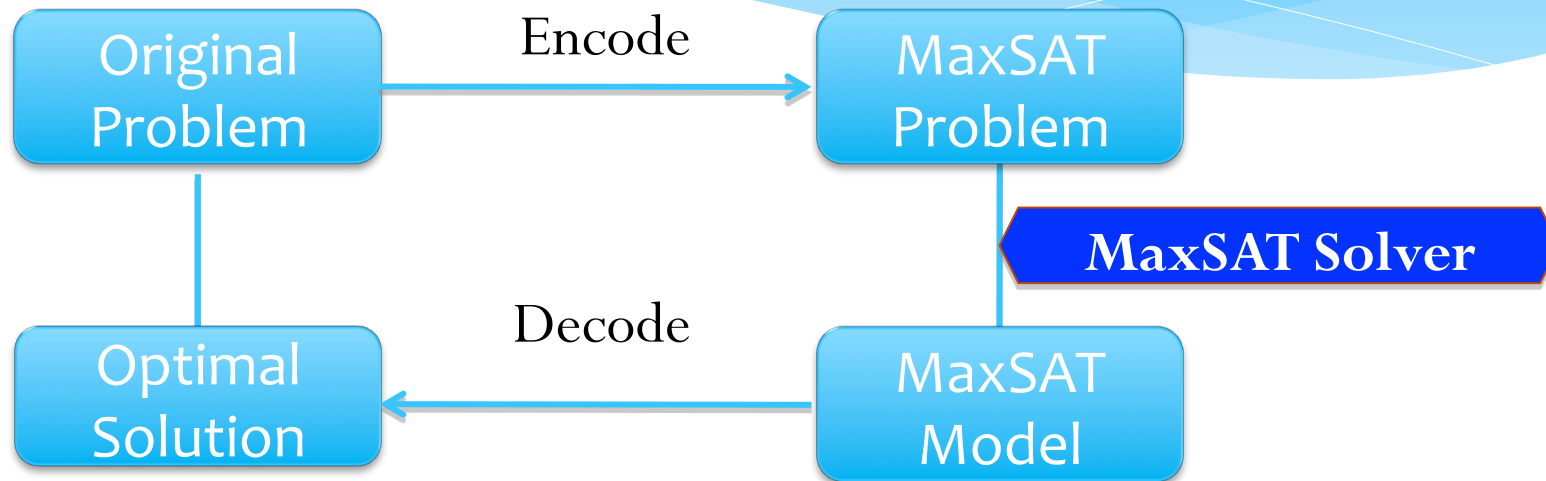 Original
Problem
Encode
MaxSAT
Problem
MaxSAT Solver
Optimal
Solution
Decode
MaxSAT
Model